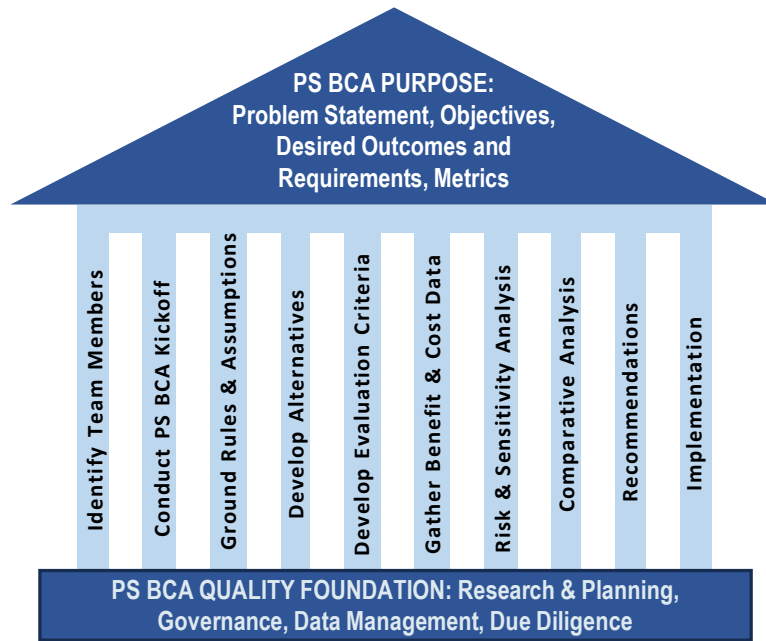 PS BCA PURPOSE:
Problem Statement, Objectives,
Desired Outcomes and
Requirements, Metrics
Identify Team Members
Conduct PS BCA Kickoff
Ground Rules & Assumptions
Develop Alternatives
Develop Evaluation Criteria
Gather Benefit & Cost Data
Risk & Sensitivity Analysis
Comparative Analysis
Recommendations
Implementation
PS BCA QUALITY FOUNDATION: Research & Planning,
Governance, Data Management, Due Diligence